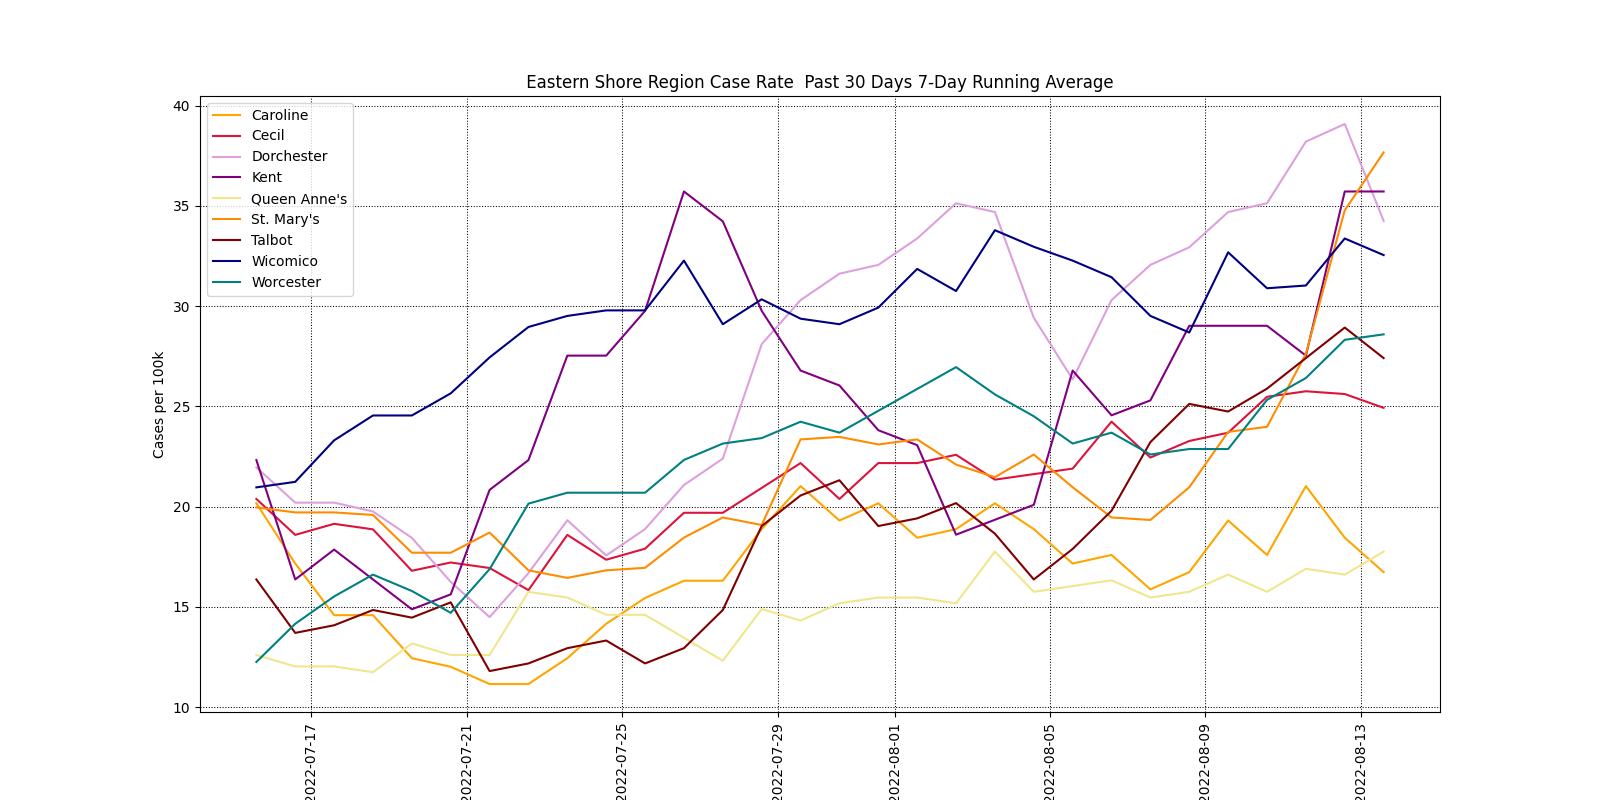 Eastern Shore Region Case Rate  Past 30 Days 7-Day Running Average
40
35
30
25
20
15
10
Cases per 100k
Caroline
Cecil
Dorchester
Kent
Queen Anne's
St. Mary's
Talbot
Wicomico
Worcester
2022-07-17
2022-07-21
2022-07-25
2022-07-29
2022-08-01
2022-08-05
2022-08-09
2022-08-13